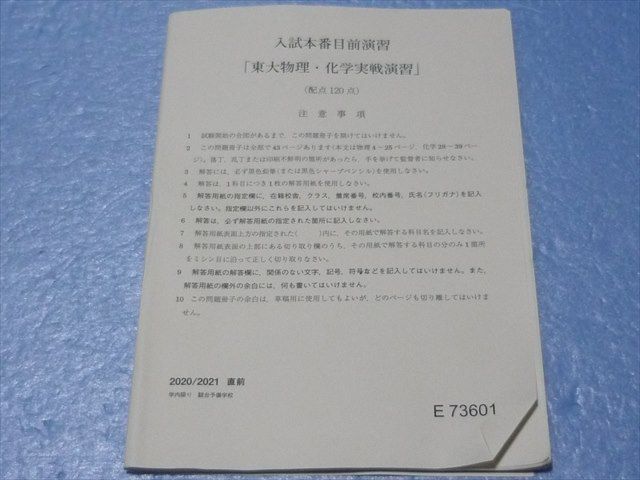 入試本番目前演習
「東大物理・化学実戦演習」
(配点120点)
注意事項
1 試験開始の合図があるまで、この問題冊子を開けてはいけません。
2 この問題冊子は全部で43ページあります(本文は物理4～25ページ、化学28～39ペー
ジ)。落丁、乱丁または印刷不鮮明の箇所があったら、手を挙げて監督者に知らせなさい。
3 解答には、必ず黒色鉛筆(または黒色シャープペンシル)を使用しなさい。
4 解答は、1科目につき1枚の解答用紙を使用しなさい。
5 解答用紙の指定欄に、在籍校舎、クラス、座席番号、校内番号、氏名(フリガナ)を記入
しなさい。指定欄以外にこれらを記入してはいけません。
6 解答は、必ず解答用紙の指定された箇所に記入しなさい。
7 解答用紙表面上方の指定された( )内に、その用紙で解答する科目名を記入しなさい。
8 解答用紙表面の上部にある切り取り欄のうち、その用紙で解答する科目の分のみ1箇所
をミシン目に沿って正しく切り取りなさい。
9 解答用紙の解答欄に、関係のない文字、記号、符号などを記入してはいけません。また、
解答用紙の欄外の余白には、何も書いてはいけません。
10 この問題冊子の余白は、草稿用に使用してもよいが、どのページも切り離してはいけま
せん。
2020/2021 直前
学内限り 駿台予備学校
E 73601